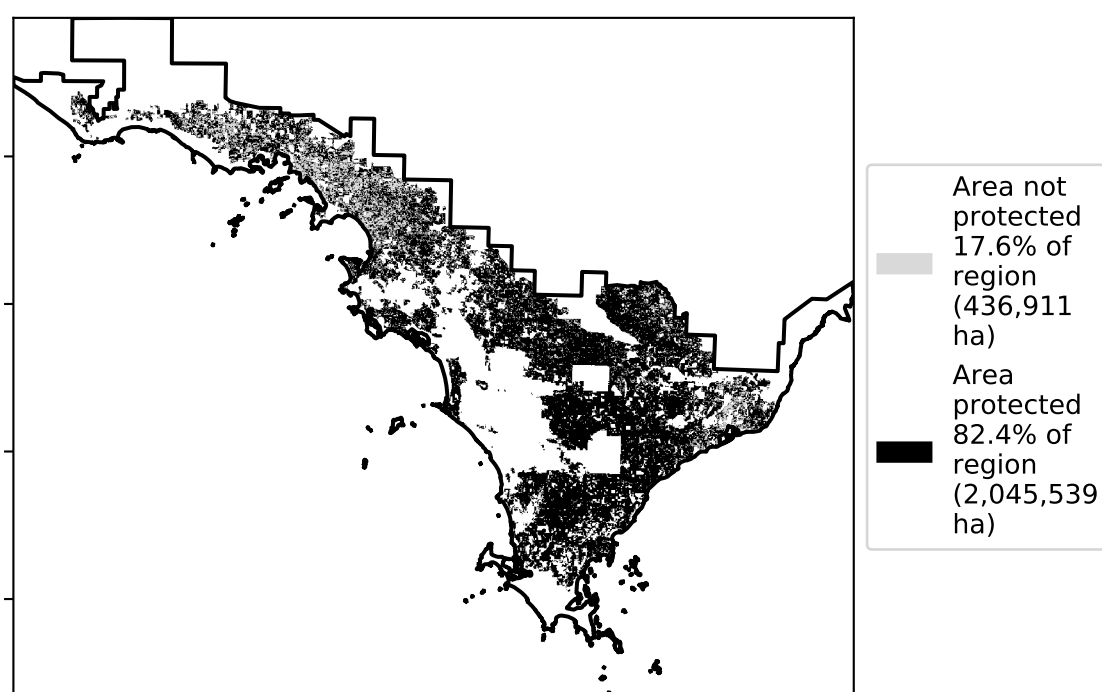 Area not
protected
17.6% of
region
(436,911
ha)
Area
protected
82.4% of
region
(2,045,539
ha)